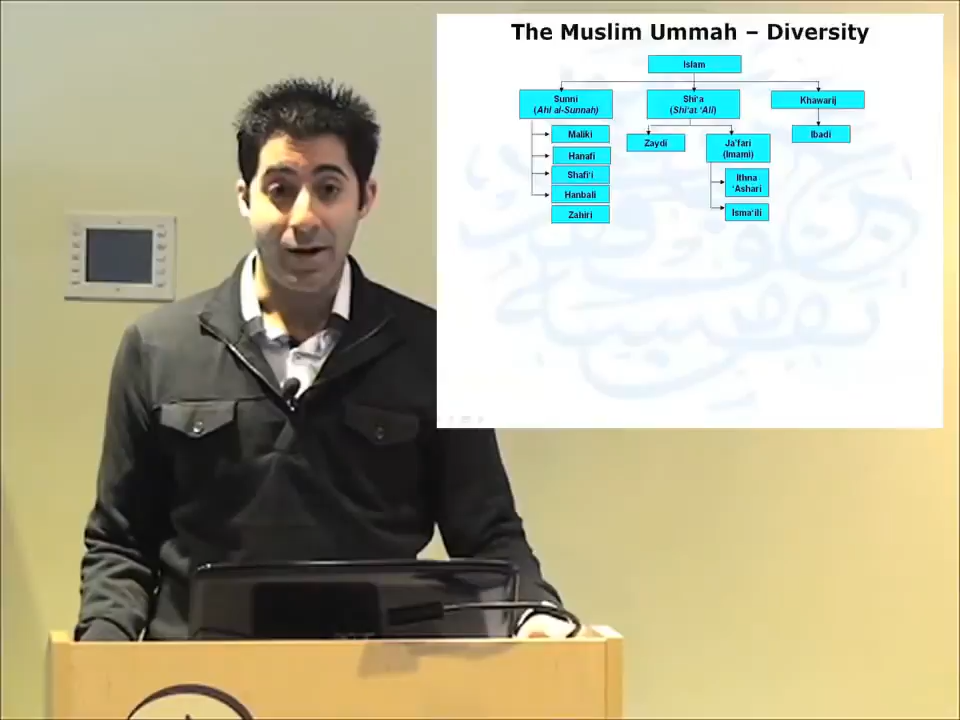 The Muslim Ummah – Diversity
Islam
Sunni
(Ahl al-Sunnah)
Shi‘a
(Shi‘at ‘Ali)
Khawarij
Maliki
Hanafi
Shafi‘i
Hanbali
Zahiri
Zaydi
Ja‘fari
(Imami)
Ithna
‘Ashari
Isma‘ili
Ibadi